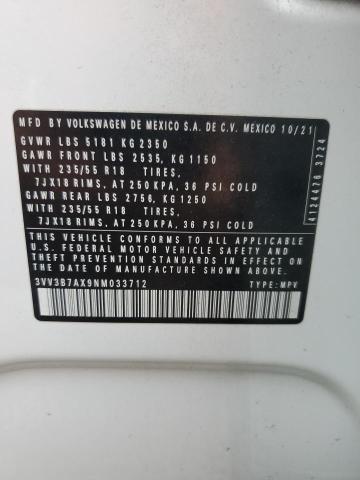 MFD BY VOLKSWAGEN DE MEXICO S.A. DE C.V. MEXICO 10/21
GVWR LBS 5181 KG 2350
GAWR FRONT LBS 2535, KG 1150
WITH 235/55 R18 TIRES,
7JX18 RIMS, AT 250 KPA, 36 PSI COLD
GAWR REAR LBS 2756, KG 1250
WITH 235/55 R18 TIRES,
7JX18 RIMS, AT 250 KPA, 36 PSI COLD
THIS VEHICLE CONFORMS TO ALL APPLICABLE
U.S. FEDERAL MOTOR VEHICLE SAFETY AND
THEFT PREVENTION STANDARDS IN EFFECT ON
THE DATE OF MANUFACTURE SHOWN ABOVE.
3VV3B7AX9NM033712 TYPE: MPV
4124476 3724